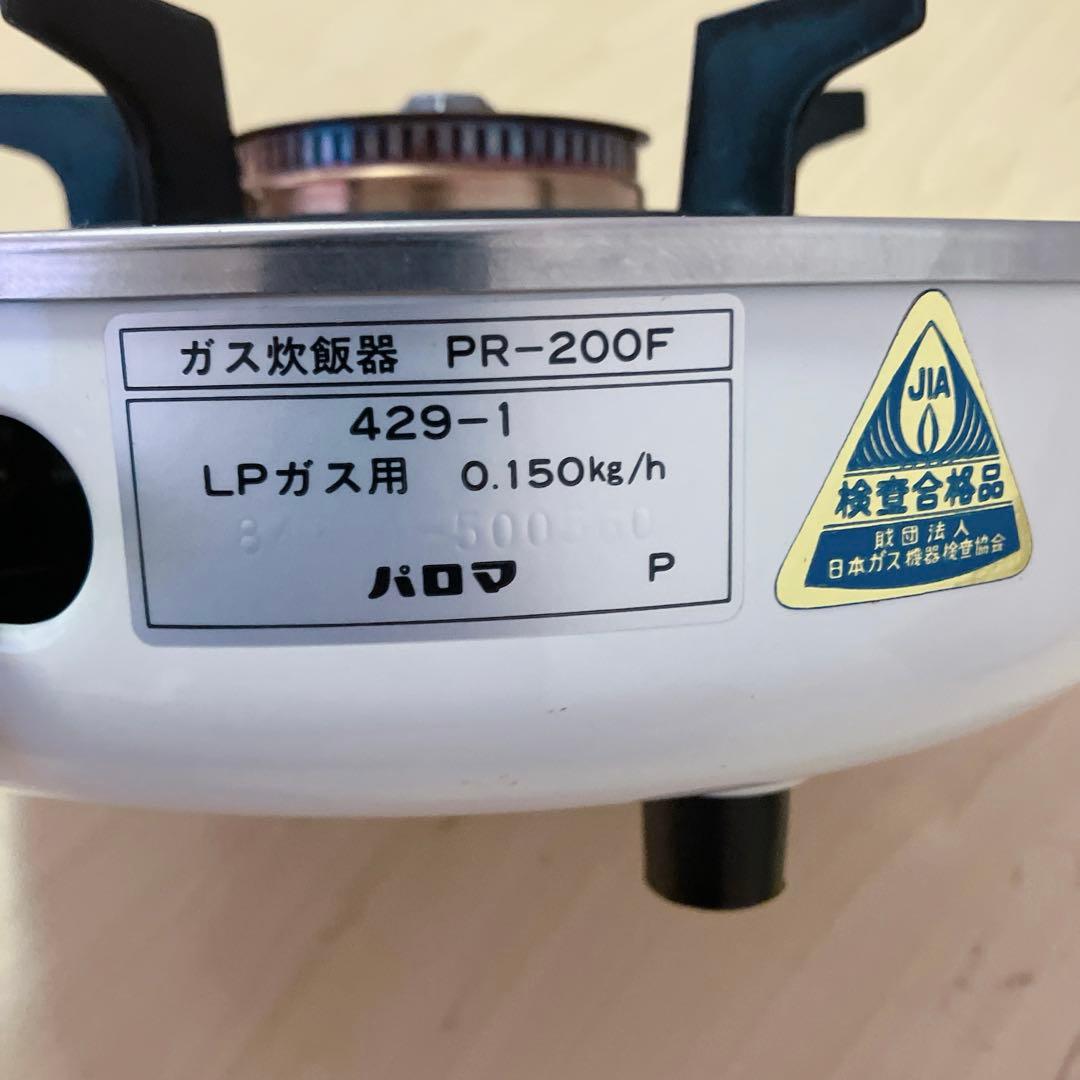 ガス炊飯器 PR-200F
429-1
LPガス用 0.150kg/h
パロマ P
JIA
検査合格品
財団法人
日本ガス機器検査協会